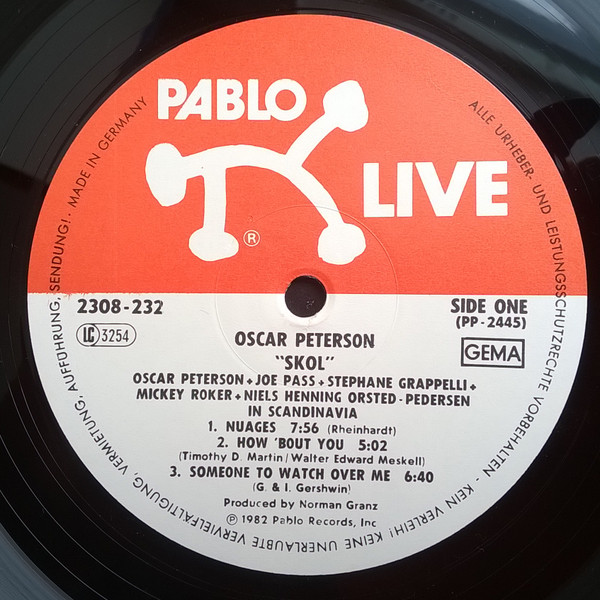 PABLO
LIVE
®
2308-232
LC 3254
SIDE ONE
(PP-2445)
GEMA
OSCAR PETERSON
"SKOL"
OSCAR PETERSON + JOE PASS + STEPHANE GRAPPELLI +
MICKEY ROKER + NIELS HENNING ORSTED - PEDERSEN
IN SCANDINAVIA
1. NUAGES 7:56 (Rheinhardt)
2. HOW 'BOUT YOU 5:02
(Timothy D. Martin/Walter Edward Meskell)
3. SOMEONE TO WATCH OVER ME 6:40
(G. & I. Gershwin)
Produced by Norman Granz
℗ 1982 Pablo Records, Inc
ALLE URHEBER- UND LEISTUNGSSCHUTZRECHTE VORBEHALTEN - KEIN VERLEIH! KEINE UNERLAUBTE VERVIELFÄLTIGUNG, VERMIETUNG, AUFFÜHRUNG, SENDUNG! · MADE IN GERMANY